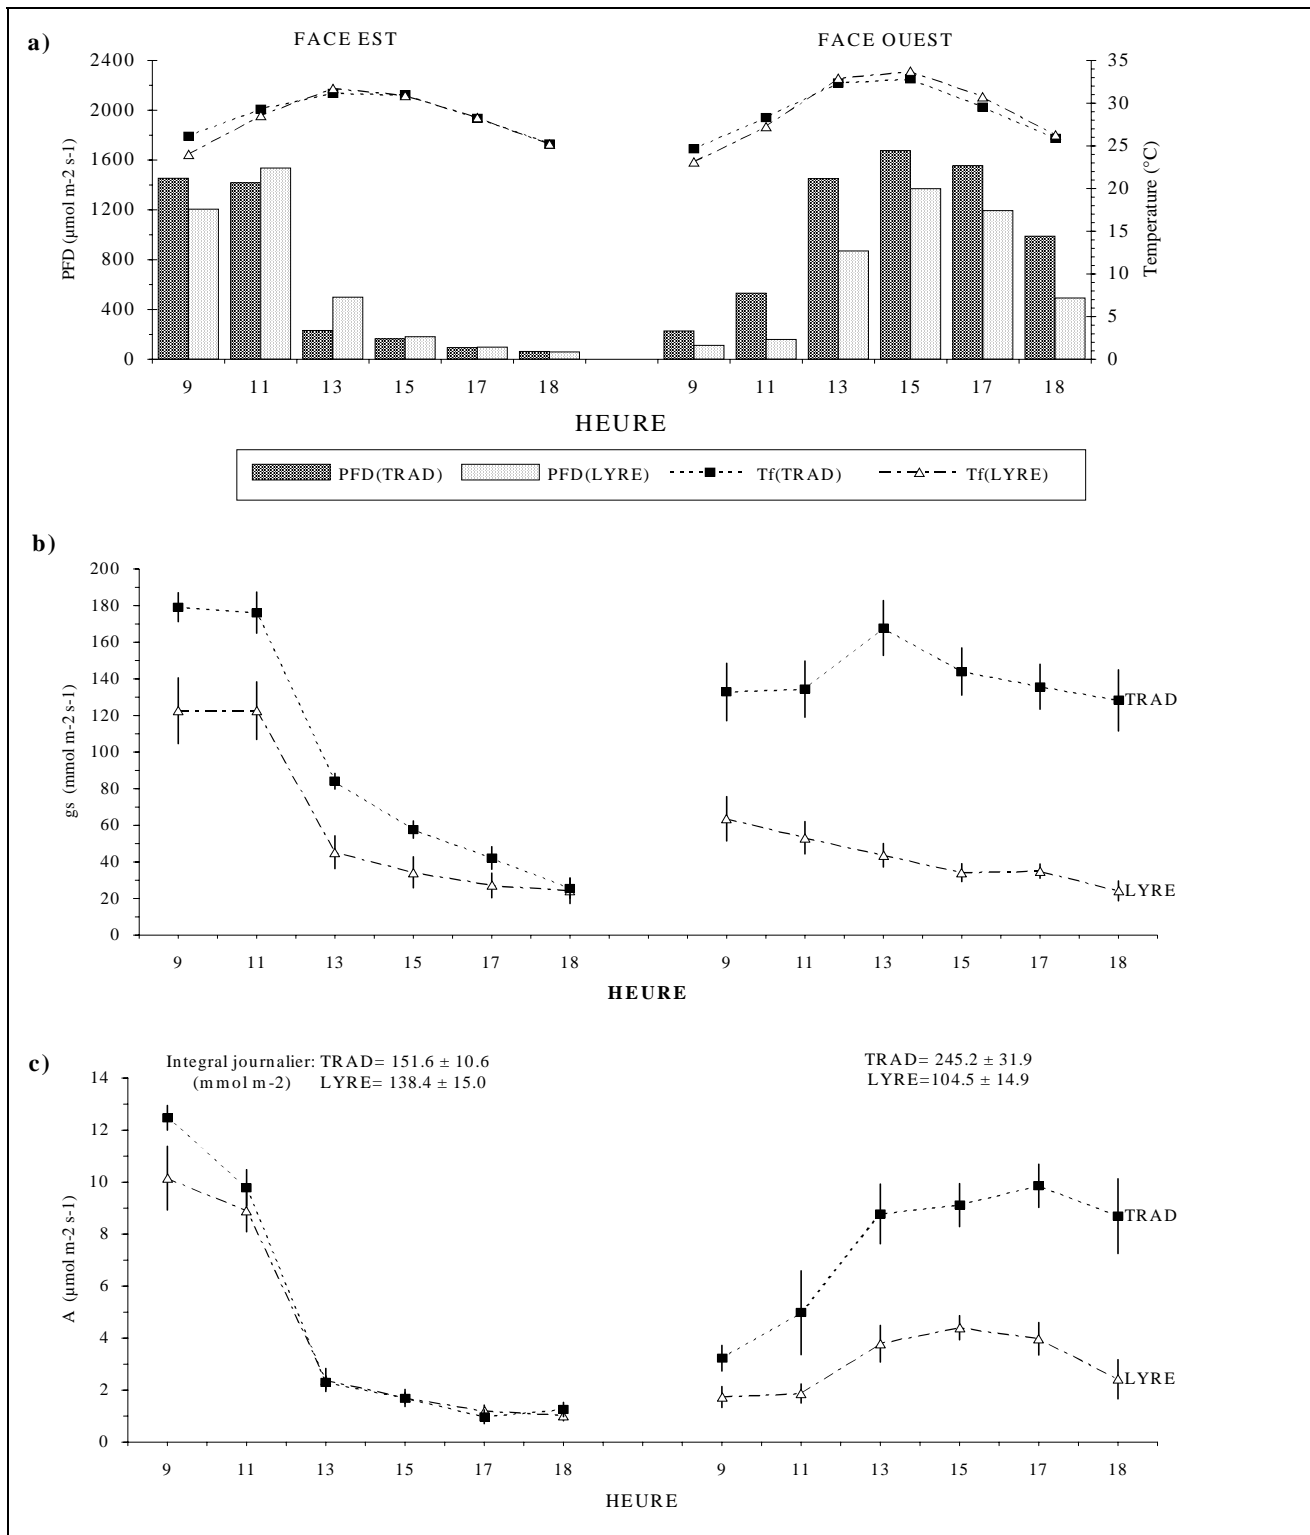 a)
FACE EST
FACE OUEST
2400
2000
1600
1200
800
400
0
PFD (µmol m-2 s-1)
35
30
25
20
15
10
5
0
Temperature (°C)
9 11 13 15 17 18 9 11 13 15 17 18
HEURE
PFD(TRAD) PFD(LYRE) Tf(TRAD) Tf(LYRE)
b)
200
180
160
140
120
100
80
60
40
20
0
gs (mmol m-2 s-1)
TRAD
LYRE
9 11 13 15 17 18 9 11 13 15 17 18
HEURE
c)
Integral journalier: TRAD= 151.6 ± 10.6
(mmol m-2) LYRE= 138.4 ± 15.0
TRAD= 245.2 ± 31.9
LYRE=104.5 ± 14.9
14
12
10
8
6
4
2
0
A (µmol m-2 s-1)
TRAD
LYRE
9 11 13 15 17 18 9 11 13 15 17 18
HEURE